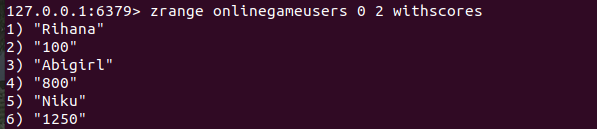 127.0.0.1:6379> zrange onlinegameusers 0 2 withscores
1) "Rihana"
2) "100"
3) "Abigirl"
4) "800"
5) "Niku"
6) "1250"